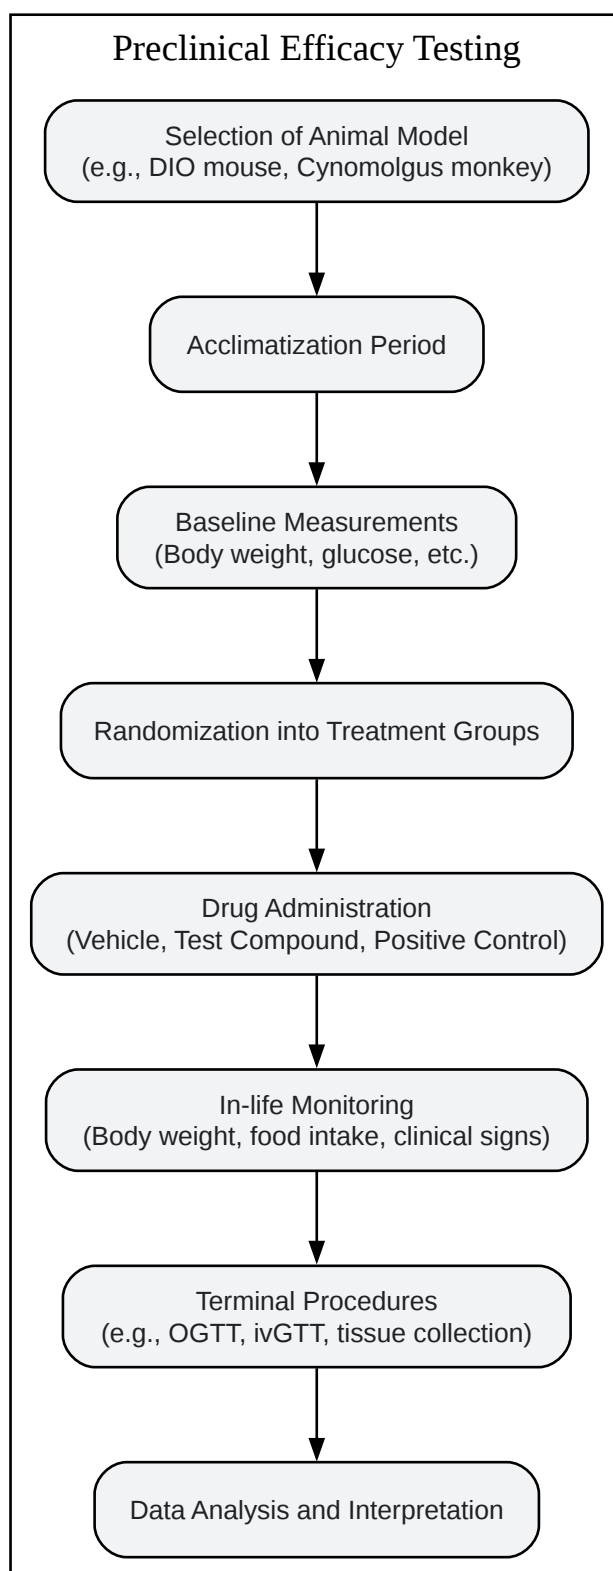 Preclinical Efficacy Testing
Selection of Animal Model
(e.g., DIO mouse, Cynomolgus monkey)
Acclimatization Period
Baseline Measurements
(Body weight, glucose, etc.)
Randomization into Treatment Groups
Drug Administration
(Vehicle, Test Compound, Positive Control)
In-life Monitoring
(Body weight, food intake, clinical signs)
Terminal Procedures
(e.g., OGTT, ivGTT, tissue collection)
Data Analysis and Interpretation